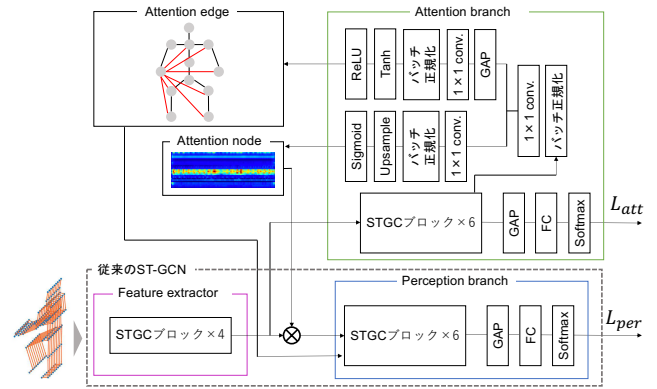 Attention edge
Attention branch
ReLU
Tanh
バッチ
正規化
1×1 conv.
GAP
1×1 conv.
バッチ正規化
Attention node
Sigmoid
Upsample
バッチ
正規化
1×1 conv.
STGCブロック×6
GAP
FC
Softmax
L_att
従来のST-GCN
Feature extractor
STGCブロック×4
Perception branch
STGCブロック×6
GAP
FC
Softmax
L_per